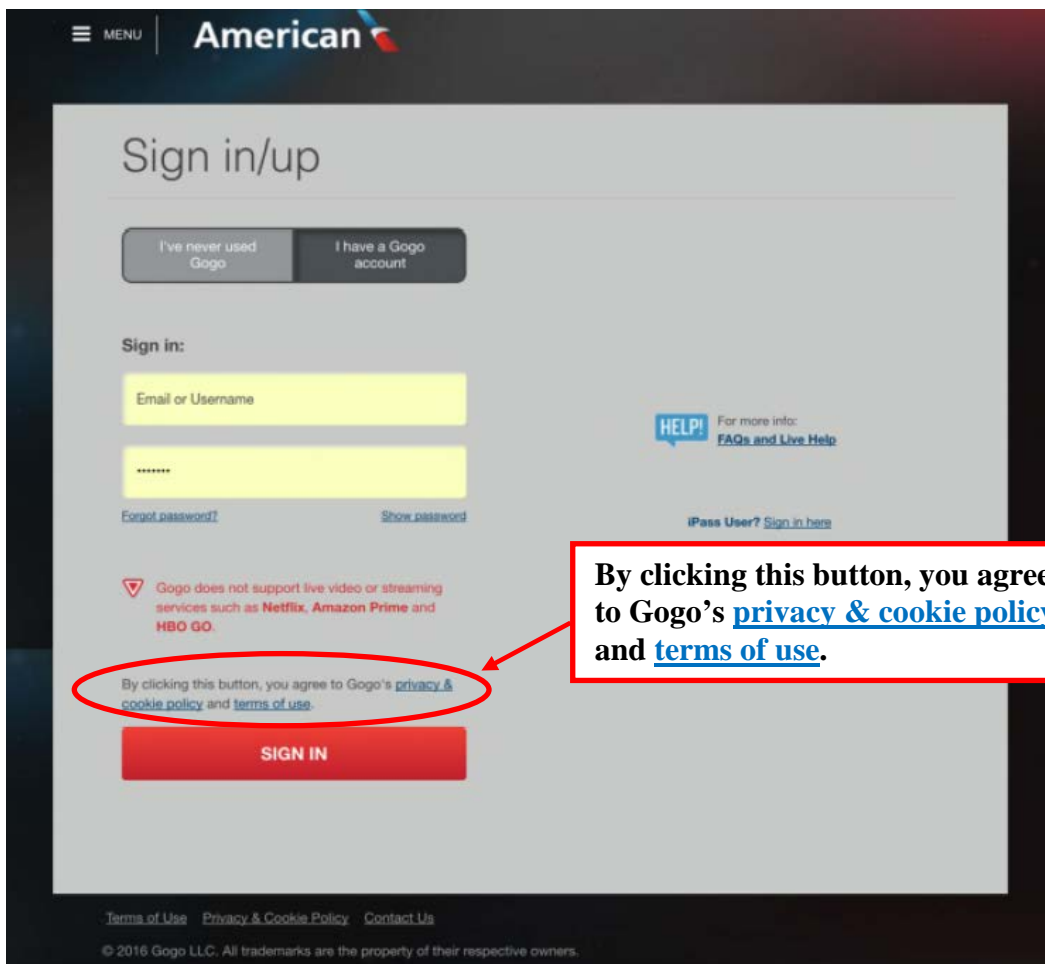 MENU
American
Sign in/up
I've never used
Gogo
I have a Gogo
account
Sign in:
Email or Username
•••••••
Forgot password?
Show password
HELP!
For more info:
FAQs and Live Help
iPass User? Sign in here
Gogo does not support live video or streaming
services such as Netflix, Amazon Prime and
HBO GO.
By clicking this button, you agree
to Gogo's privacy & cookie policy
and terms of use.
By clicking this button, you agree to Gogo's privacy &
cookie policy and terms of use.
SIGN IN
Terms of Use Privacy & Cookie Policy Contact Us
© 2016 Gogo LLC. All trademarks are the property of their respective owners.